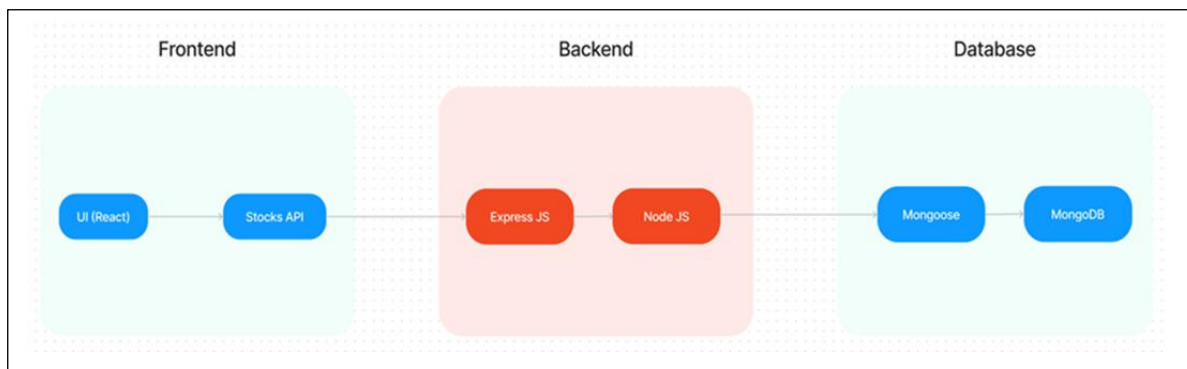 Frontend
Backend
Database
UI (React)
Stocks API
Express JS
Node JS
Mongoose
MongoDB